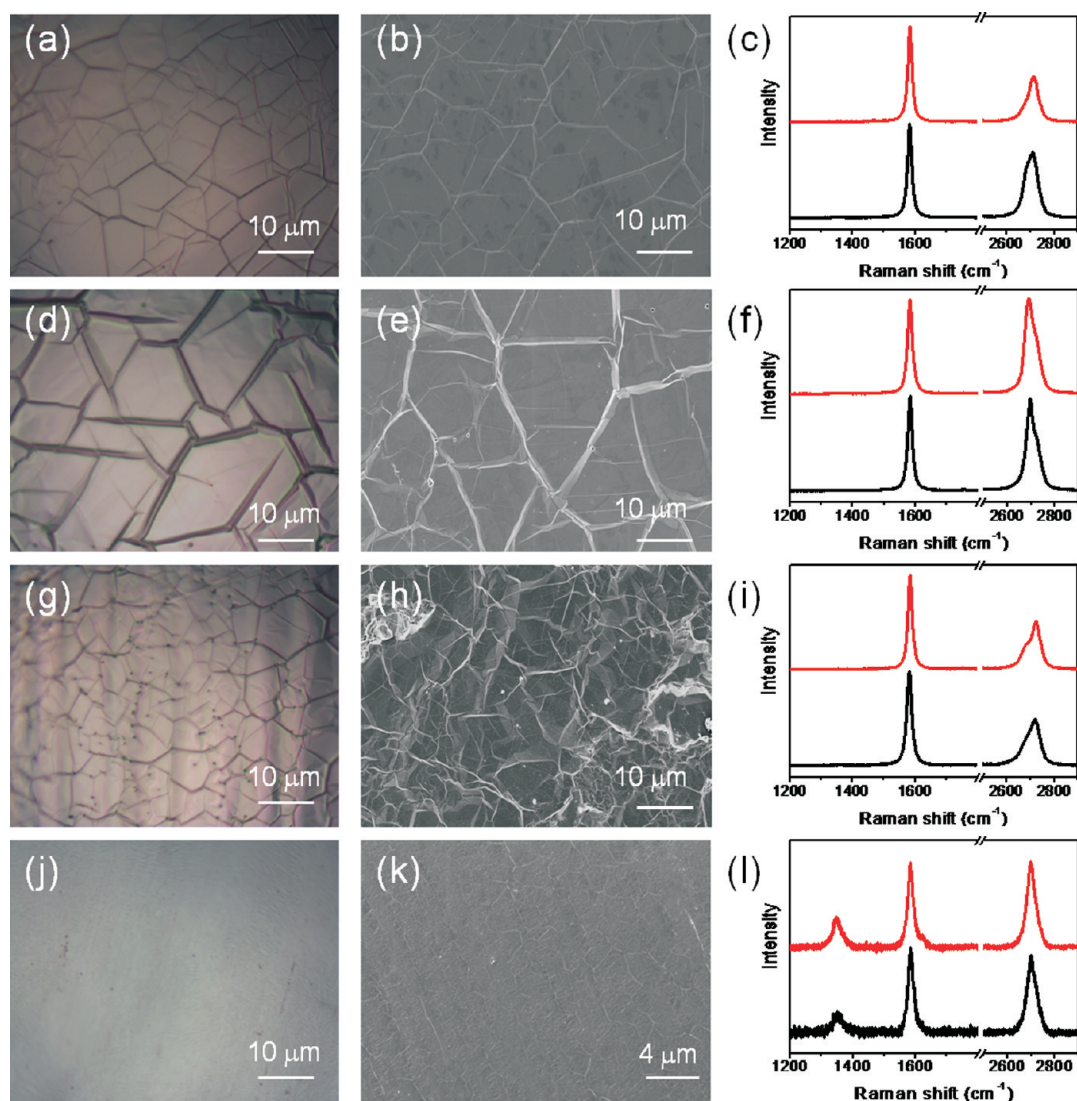 (a)
10 μm
(b)
10 μm
(c)
Intensity
1200 1400 1600 2600 2800
Raman shift (cm⁻¹)
(d)
10 μm
(e)
10 μm
(f)
Intensity
1200 1400 1600 2600 2800
Raman shift (cm⁻¹)
(g)
10 μm
(h)
10 μm
(i)
Intensity
1200 1400 1600 2600 2800
Raman shift (cm⁻¹)
(j)
10 μm
(k)
4 μm
(l)
Intensity
1200 1400 1600 2600 2800
Raman shift (cm⁻¹)